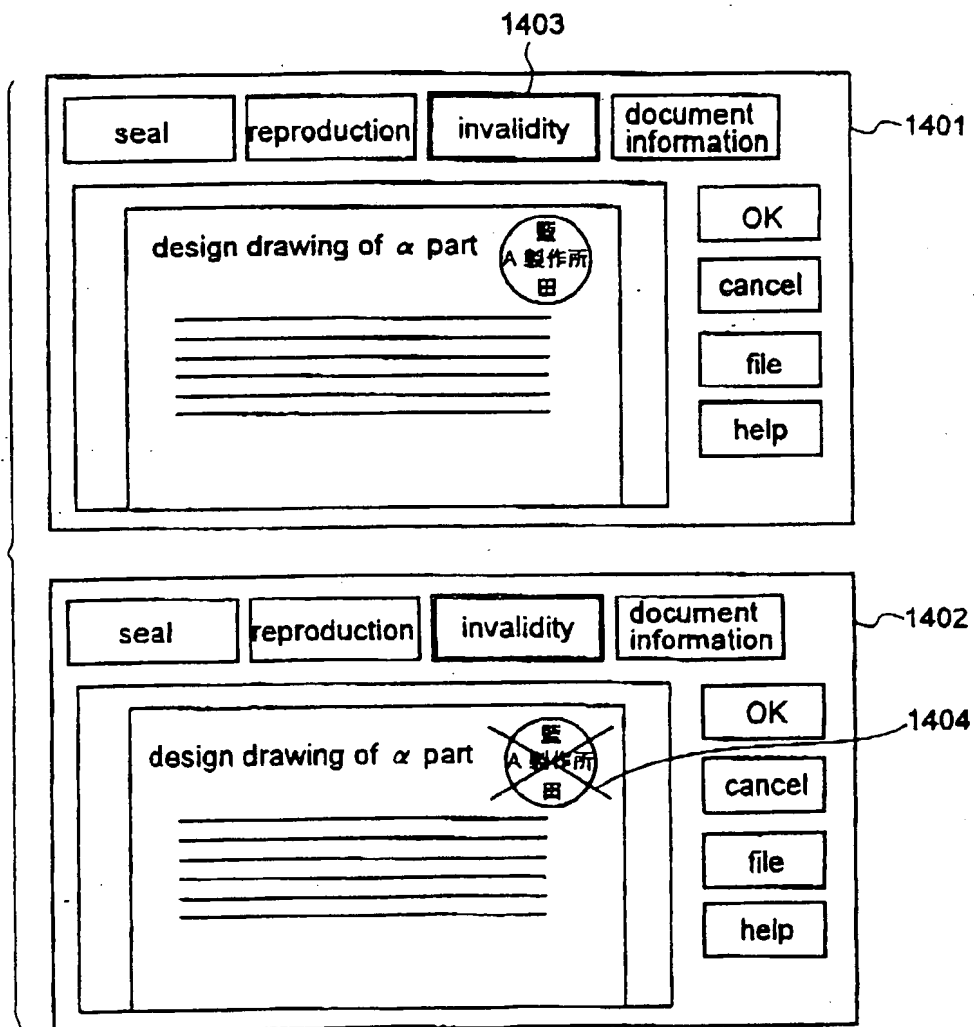 1403
seal
reproduction
invalidity
document
information
1401
design drawing of α part
A 製作所
田
OK
cancel
file
help
seal
reproduction
invalidity
document
information
1402
design drawing of α part
A 製作所
田
OK
1404
cancel
file
help